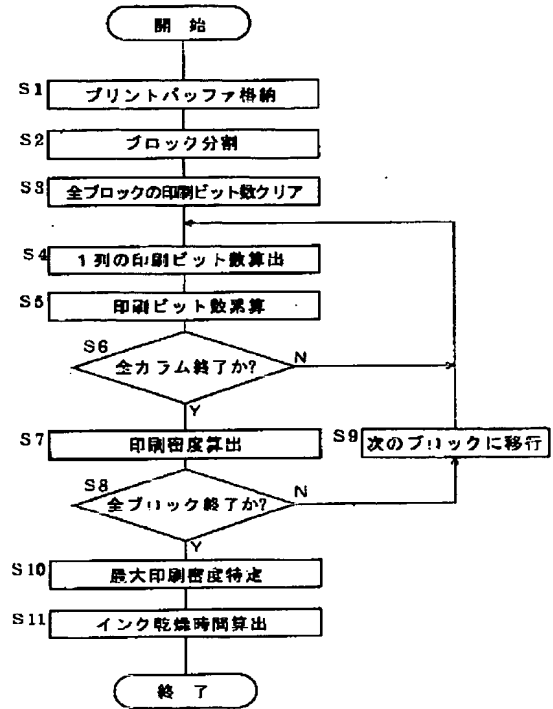 開始
S1 プリントバッファ格納
S2 ブロック分割
S3 全ブロックの印刷ビット数クリア
S4 1列の印刷ビット数算出
S5 印刷ビット数累算
S6 全カラム終了か? N
Y
S7 印刷密度算出
S9 次のブロックに移行
S8 全ブロック終了か? N
Y
S10 最大印刷密度特定
S11 インク乾燥時間算出
終了